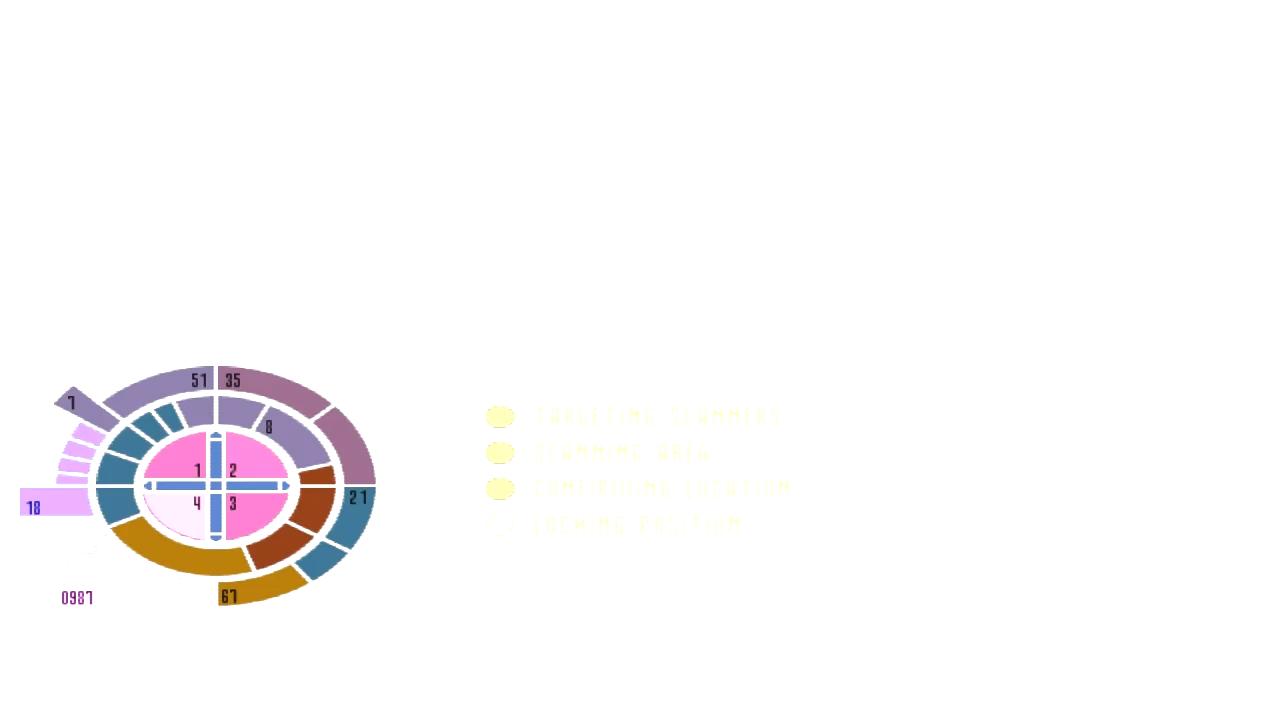 51 35
7
8
1 2
4 3
18
21
0987
67
TARGETING SCANNERS
SCANNING AREA
CONFIRMING LOCATION
LOCKING POSITION